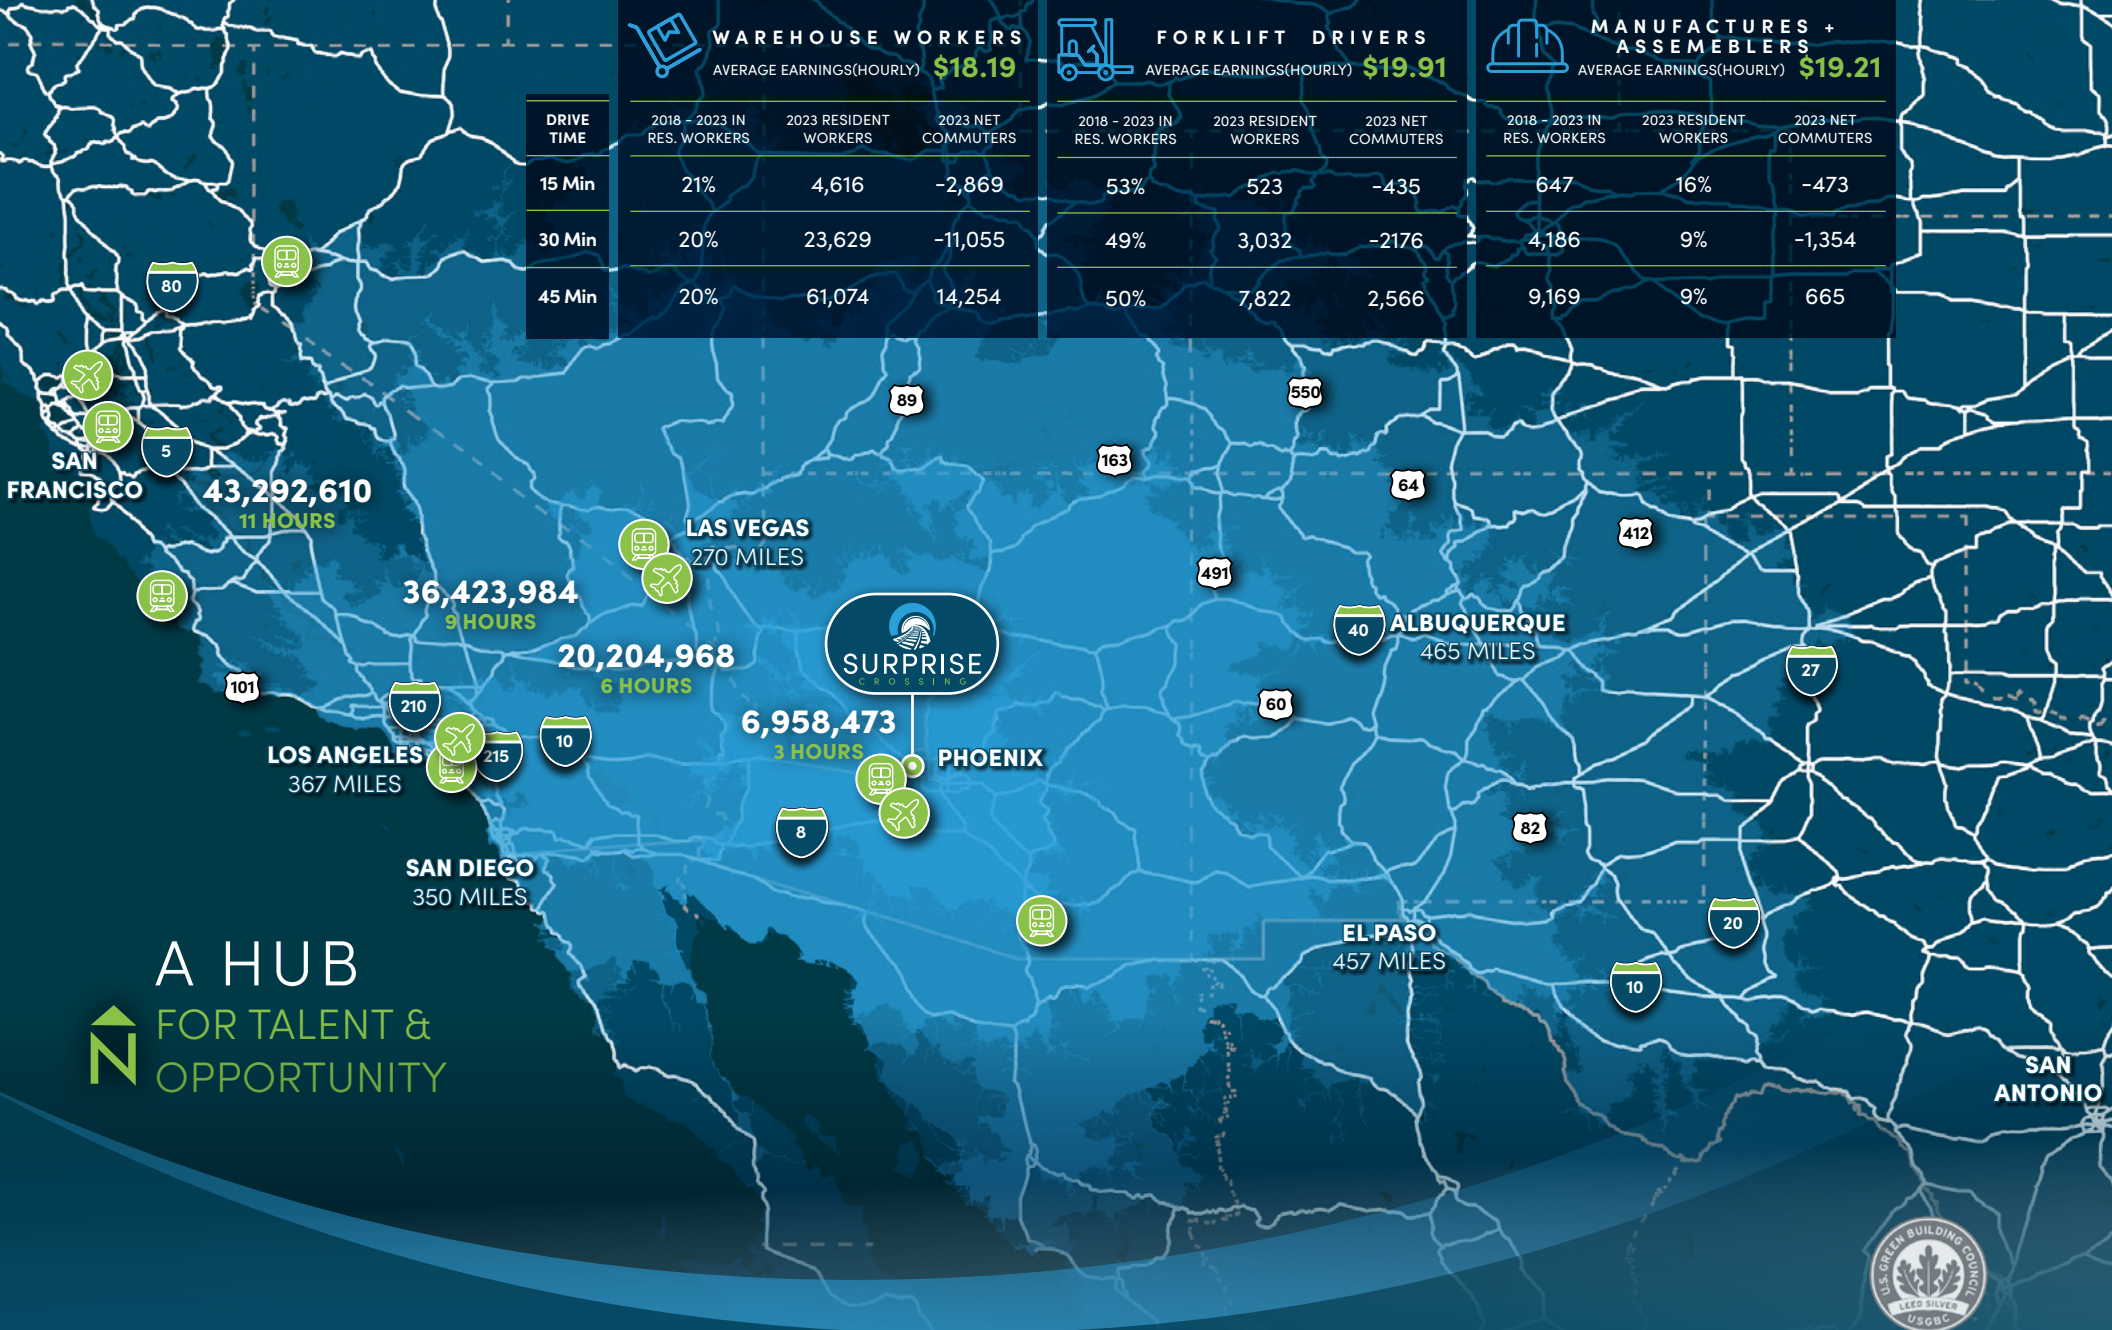 WAREHOUSE WORKERS
AVERAGE EARNINGS(HOURLY) $18.19
FORKLIFT DRIVERS
AVERAGE EARNINGS(HOURLY) $19.91
MANUFACTURES +
ASSEMEBLERS
AVERAGE EARNINGS(HOURLY) $19.21
DRIVE
TIME
2018 - 2023 IN
RES. WORKERS
2023 RESIDENT
WORKERS
2023 NET
COMMUTERS
2018 - 2023 IN
RES. WORKERS
2023 RESIDENT
WORKERS
2023 NET
COMMUTERS
2018 - 2023 IN
RES. WORKERS
2023 RESIDENT
WORKERS
2023 NET
COMMUTERS
15 Min 21% 4,616 -2,869 53% 523 -435 647 16% -473
30 Min 20% 23,629 -11,055 49% 3,032 -2176 4,186 9% -1,354
45 Min 20% 61,074 14,254 50% 7,822 2,566 9,169 9% 665
80
89
550
5
163
SAN
FRANCISCO
43,292,610
11 HOURS
64
412
LAS VEGAS
270 MILES
491
36,423,984
9 HOURS
40
ALBUQUERQUE
465 MILES
20,204,968
6 HOURS
SURPRISE
CROSSING
27
101
210
60
6,958,473
3 HOURS
10
215
LOS ANGELES
367 MILES
PHOENIX
8
82
SAN DIEGO
350 MILES
20
EL PASO
457 MILES
10
A HUB
FOR TALENT &
OPPORTUNITY
N
SAN
ANTONIO
U.S. GREEN BUILDING COUNCIL
LEED SILVER
USGBC